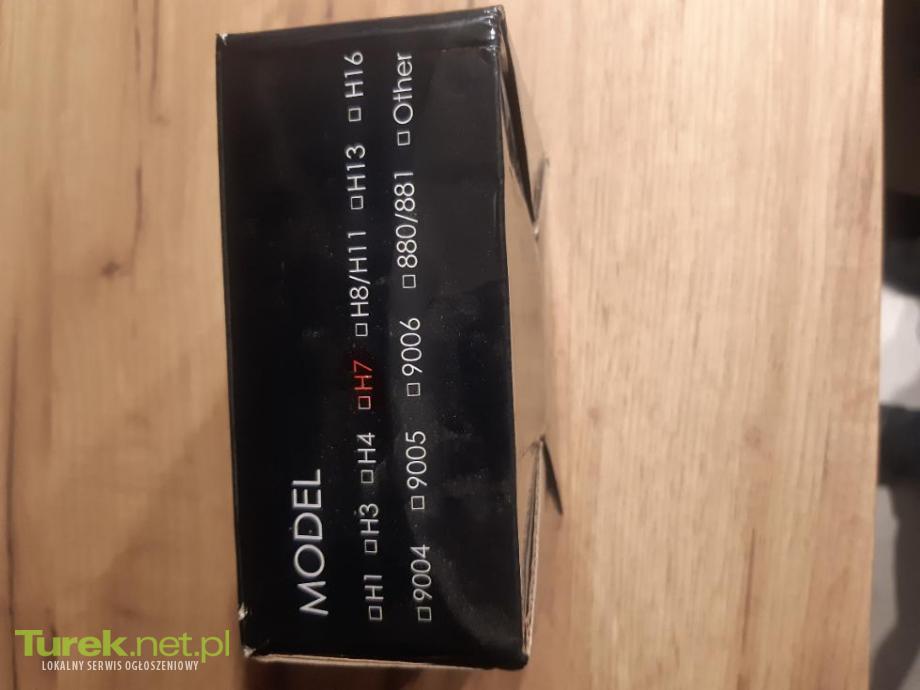 MODEL
□H1 □H3 □H4 □H7 □H8/H11 □H13 □H16
□9004 □9005 □9006 □880/881 □Other
Turek.net.pl
LOKALNY SERWIS OGŁOSZENIOWY